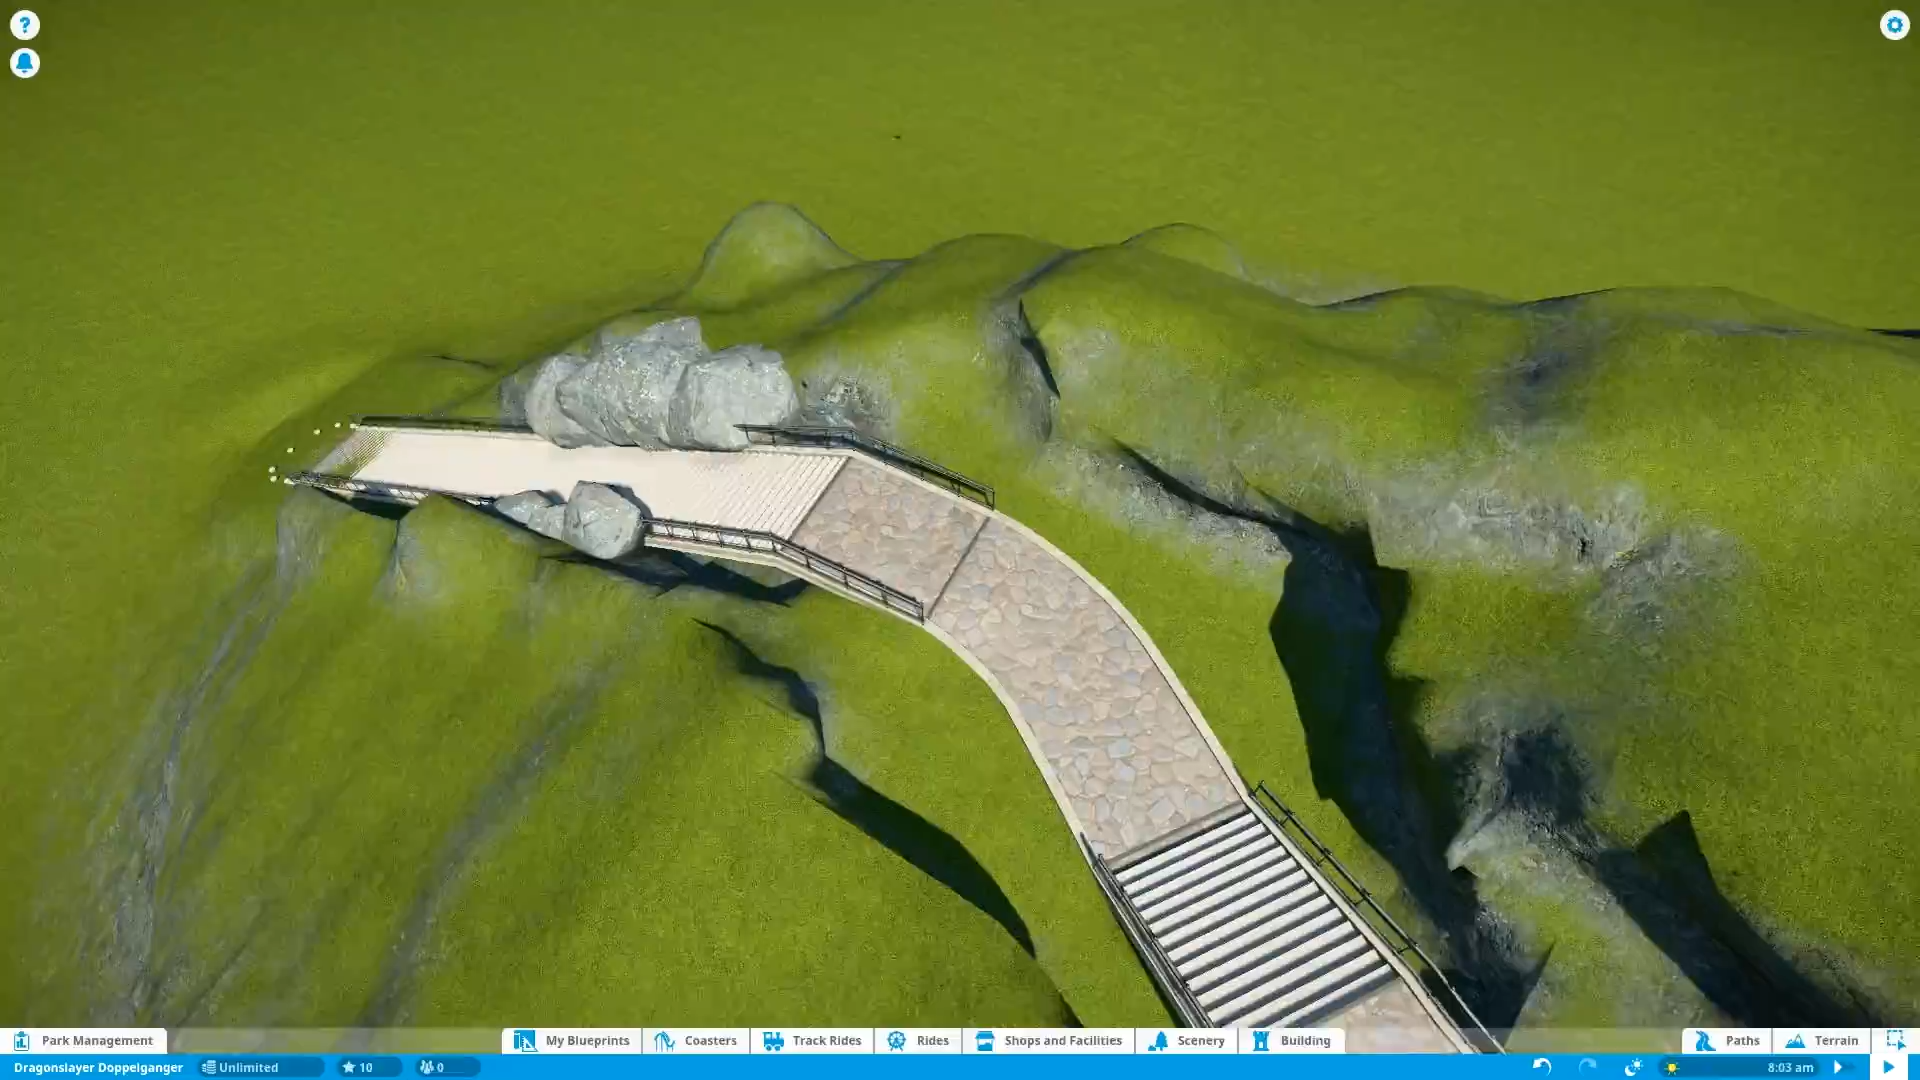 ?
Park Management
My Blueprints
Coasters
Track Rides
Rides
Shops and Facilities
Scenery
Building
Paths
Terrain
Dragonslayer Doppelganger
Unlimited
10
0
8:03 am